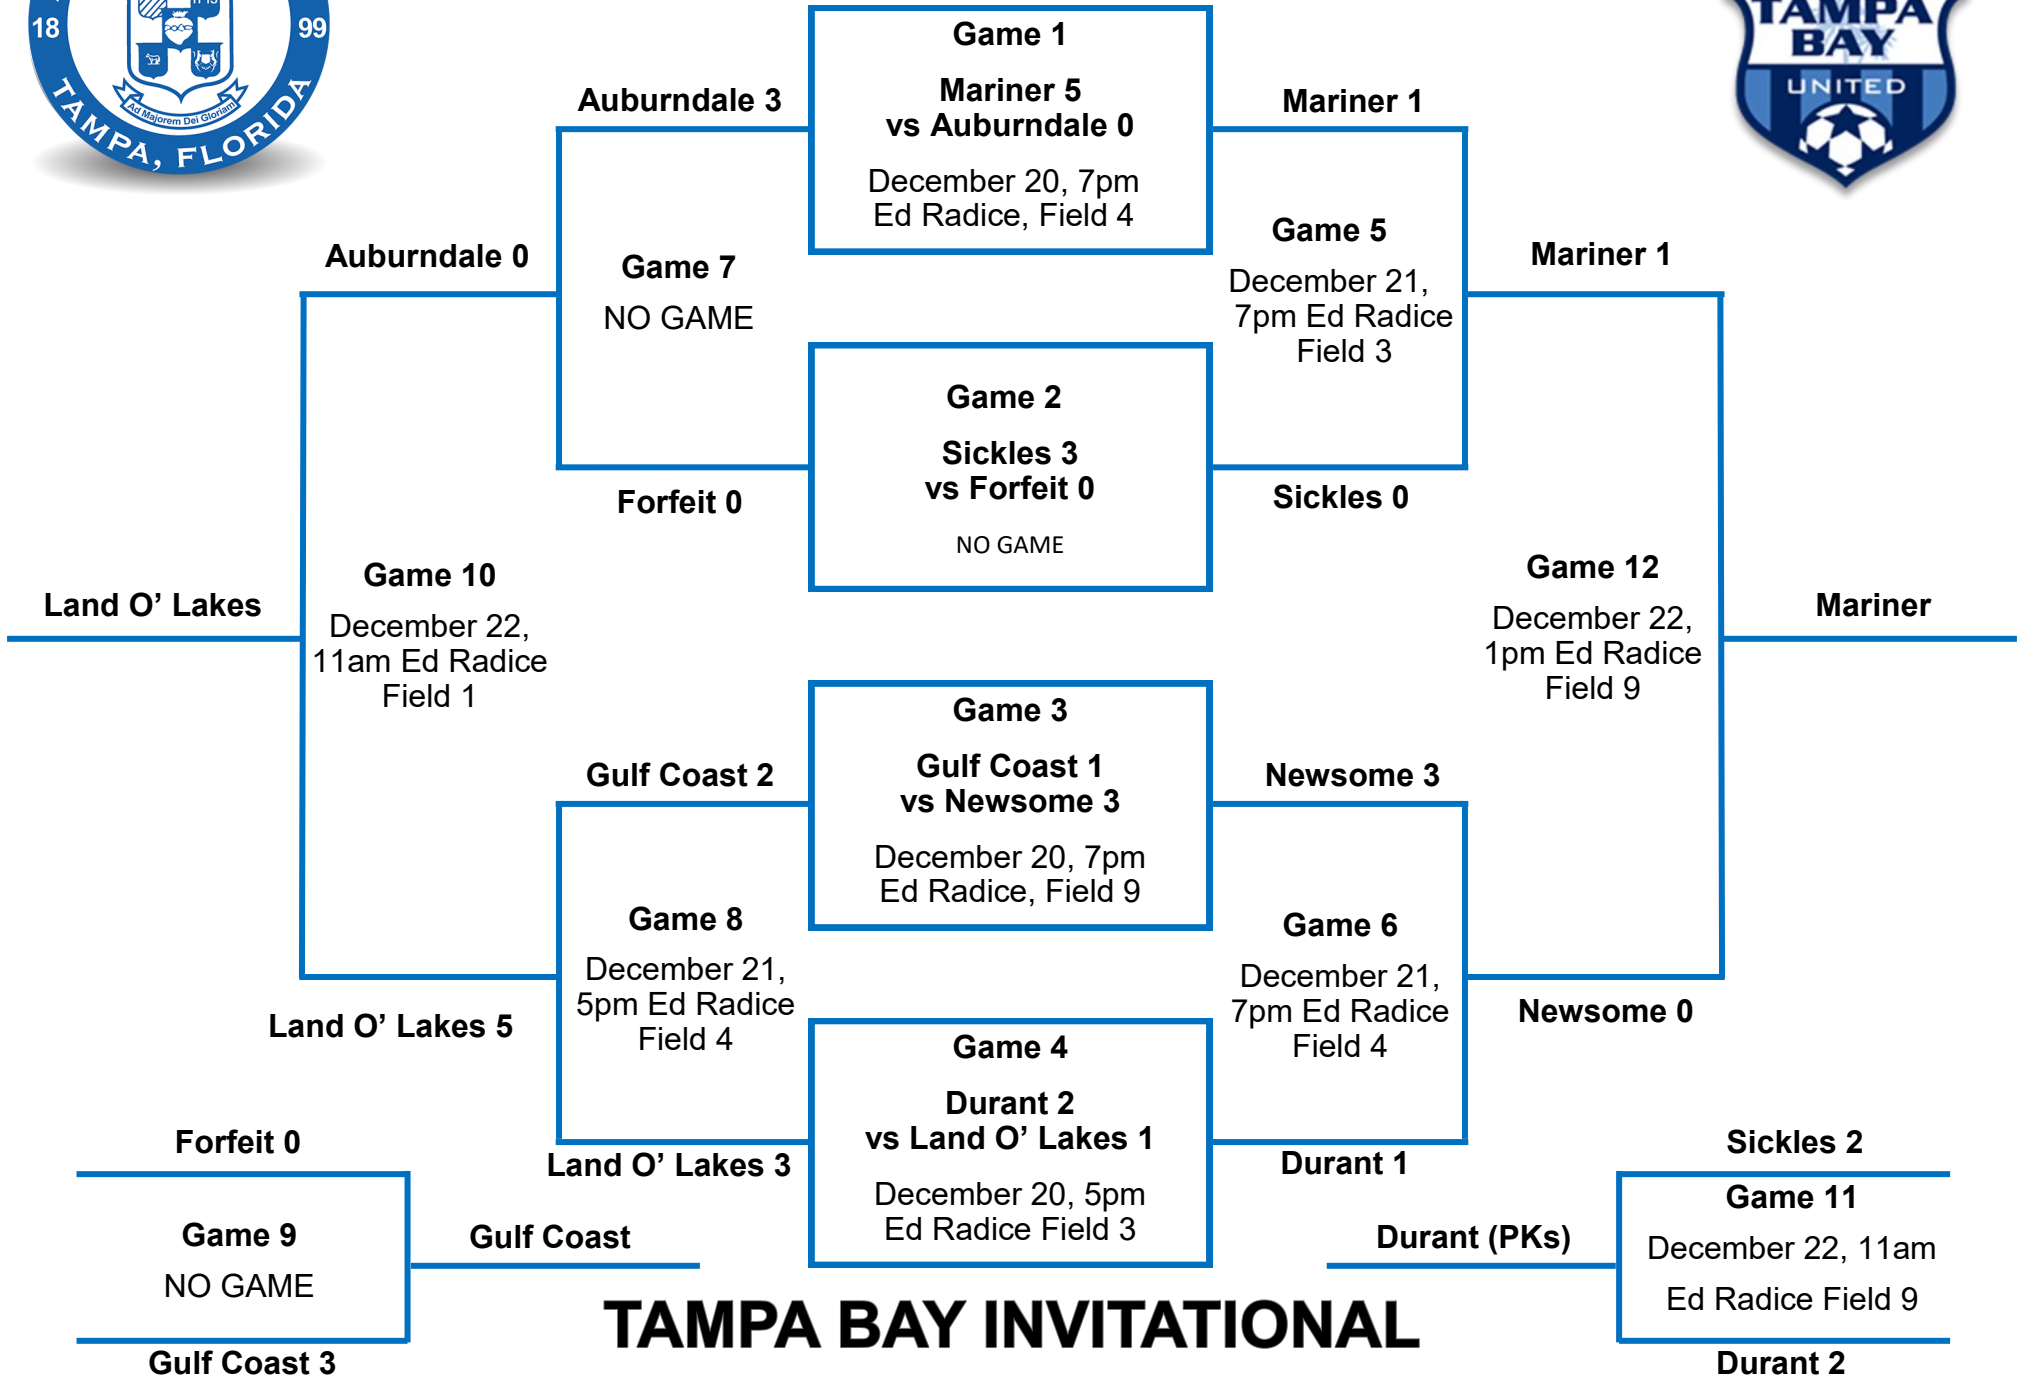 18
99
TAMPA, FLORIDA
Ad Majorem Dei Gloriam
TAMPA
BAY
UNITED
Game 1
Mariner 5
vs Auburndale 0
December 20, 7pm
Ed Radice, Field 4
Auburndale 3
Mariner 1
Auburndale 0
Game 7
NO GAME
Game 5
December 21,
7pm Ed Radice
Field 3
Mariner 1
Game 2
Sickles 3
vs Forfeit 0
NO GAME
Forfeit 0
Sickles 0
Land O’ Lakes
Game 10
December 22,
11am Ed Radice
Field 1
Game 12
December 22,
1pm Ed Radice
Field 9
Mariner
Game 3
Gulf Coast 1
vs Newsome 3
December 20, 7pm
Ed Radice, Field 9
Gulf Coast 2
Newsome 3
Game 8
December 21,
5pm Ed Radice
Field 4
Game 6
December 21,
7pm Ed Radice
Field 4
Land O’ Lakes 5
Newsome 0
Game 4
Durant 2
vs Land O’ Lakes 1
December 20, 5pm
Ed Radice Field 3
Land O’ Lakes 3
Durant 1
Forfeit 0
Game 9
NO GAME
Gulf Coast 3
Gulf Coast
Durant (PKs)
Sickles 2
Game 11
December 22, 11am
Ed Radice Field 9
Durant 2
TAMPA BAY INVITATIONAL